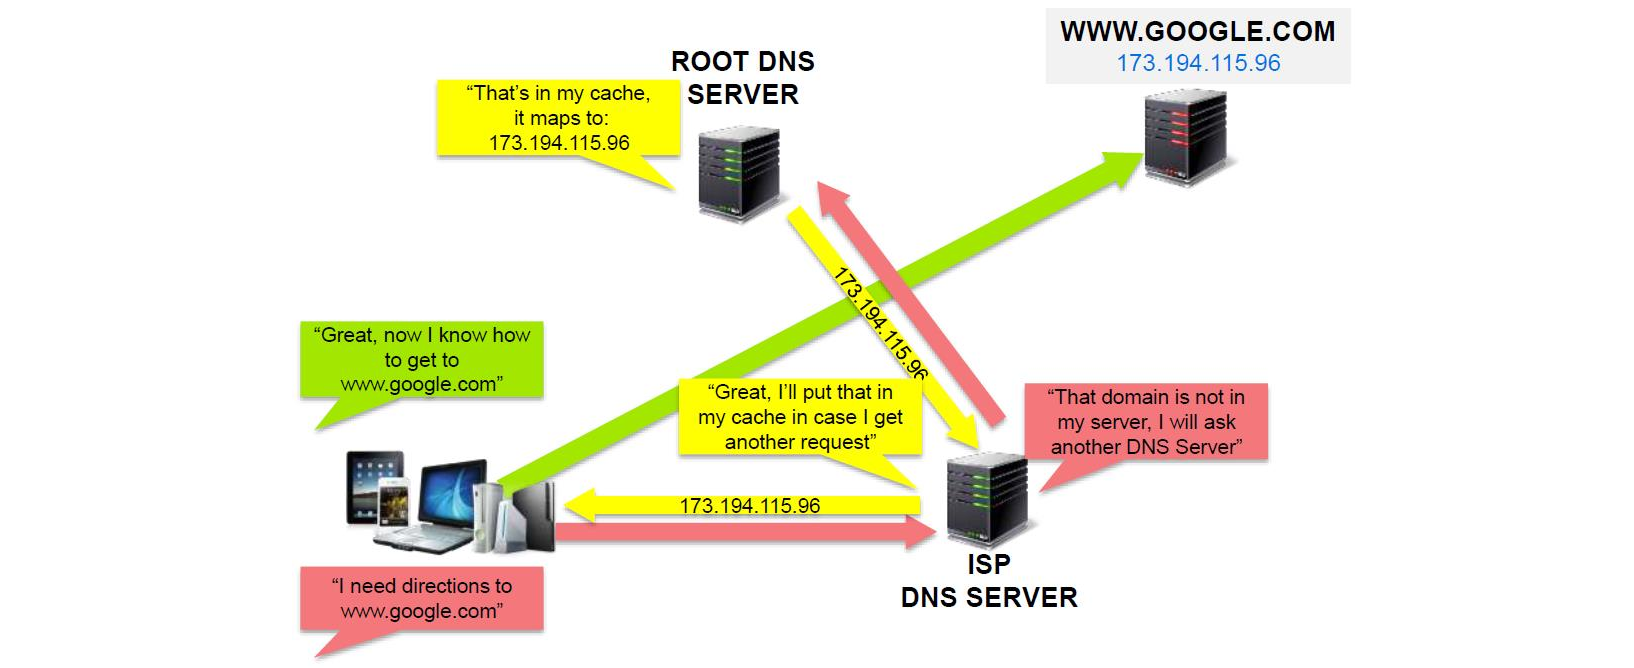 WWW.GOOGLE.COM
173.194.115.96
ROOT DNS
SERVER
“That’s in my cache,
it maps to:
173.194.115.96
173.194.115.96
“Great, now I know how
to get to
www.google.com”
“Great, I’ll put that in
my cache in case I get
another request”
“That domain is not in
my server, I will ask
another DNS Server”
173.194.115.96
ISP
DNS SERVER
“I need directions to
www.google.com”